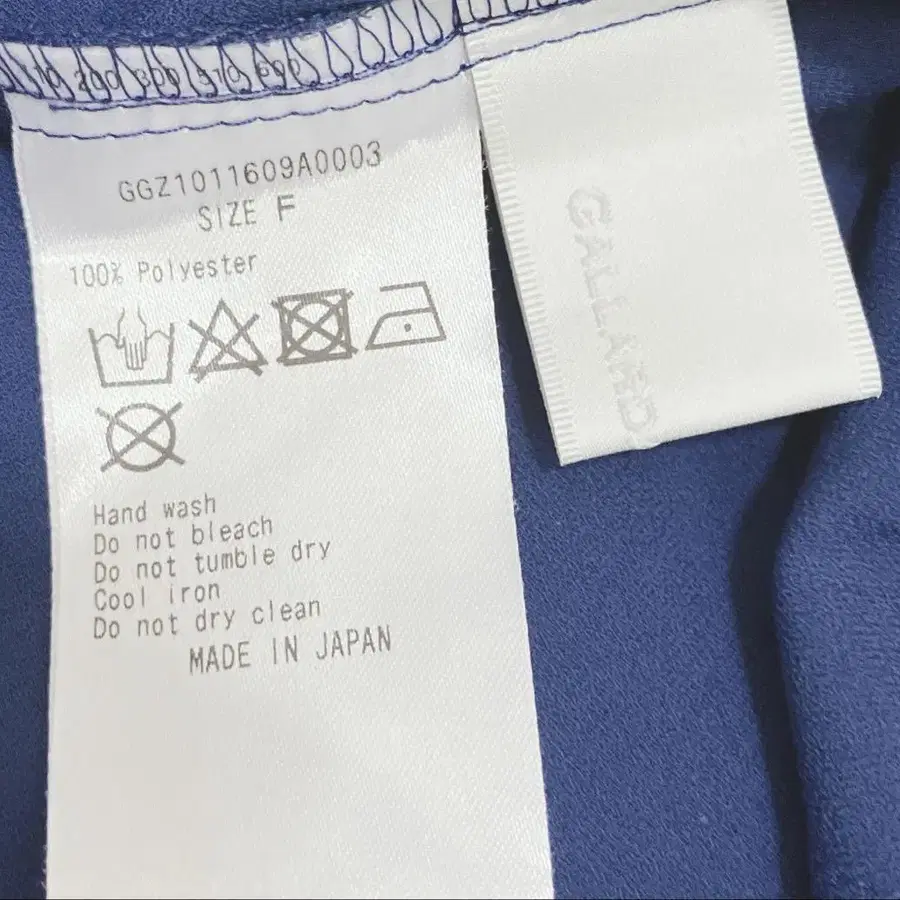 GGZ1011609A0003
SIZE F
100% Polyester
Hand wash
Do not bleach
Do not tumble dry
Cool iron
Do not dry clean
MADE IN JAPAN